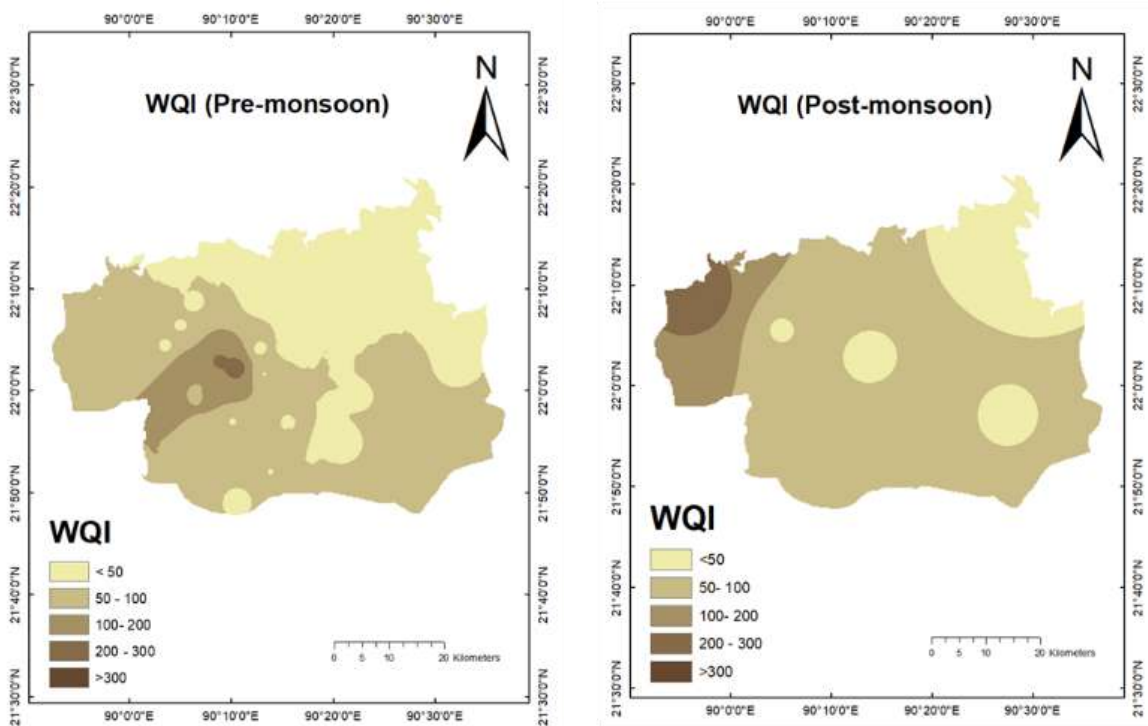 90°0'0"E 90°10'0"E 90°20'0"E 90°30'0"E
WQI (Pre-monsoon)
N
22°30'0"N
22°20'0"N
22°10'0"N
22°0'0"N
21°50'0"N
21°40'0"N
21°30'0"N
22°30'0"N
22°20'0"N
22°10'0"N
22°0'0"N
21°50'0"N
21°40'0"N
21°30'0"N
WQI
< 50
50 - 100
100- 200
200 - 300
>300
0 5 10 20 Kilometers
90°0'0"E 90°10'0"E 90°20'0"E 90°30'0"E
90°0'0"E 90°10'0"E 90°20'0"E 90°30'0"E
WQI (Post-monsoon)
N
22°30'0"N
22°20'0"N
22°10'0"N
22°0'0"N
21°50'0"N
21°40'0"N
21°30'0"N
22°30'0"N
22°20'0"N
22°10'0"N
22°0'0"N
21°50'0"N
21°40'0"N
21°30'0"N
WQI
<50
50- 100
100- 200
200 - 300
>300
0 5 10 20 Kilometers
90°0'0"E 90°10'0"E 90°20'0"E 90°30'0"E